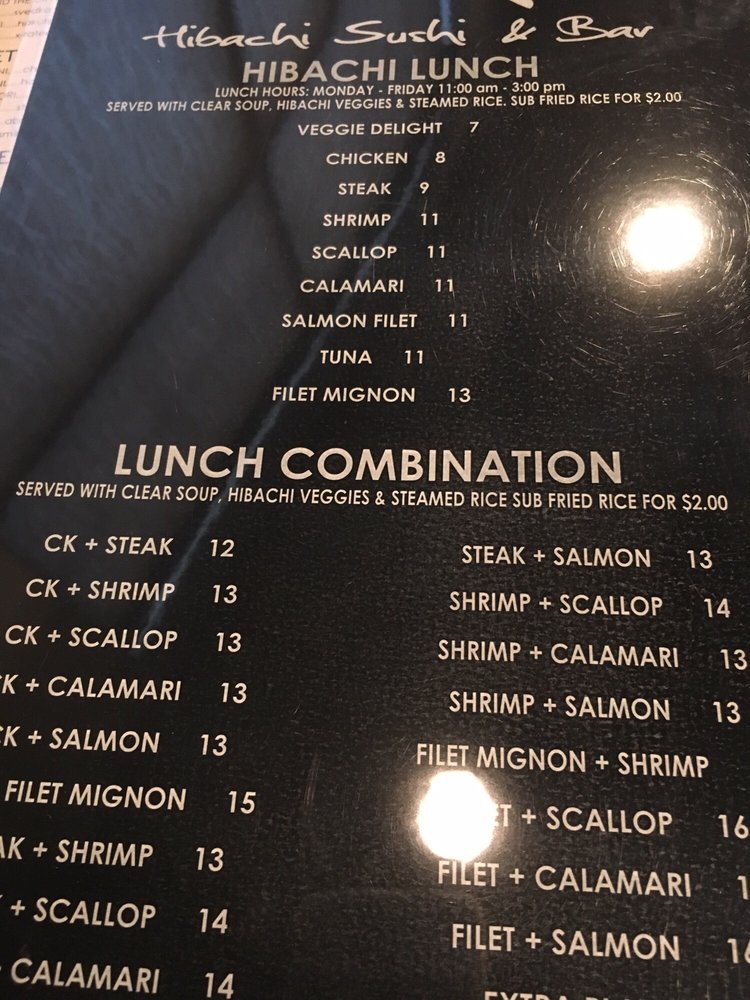 Hibachi Sushi & Bar
HIBACHI LUNCH
LUNCH HOURS: MONDAY - FRIDAY 11:00 am - 3:00 pm
SERVED WITH CLEAR SOUP, HIBACHI VEGGIES & STEAMED RICE. SUB FRIED RICE FOR $2.00
VEGGIE DELIGHT 7
CHICKEN 8
STEAK 9
SHRIMP 11
SCALLOP 11
CALAMARI 11
SALMON FILET 11
TUNA 11
FILET MIGNON 13
LUNCH COMBINATION
SERVED WITH CLEAR SOUP, HIBACHI VEGGIES & STEAMED RICE SUB FRIED RICE FOR $2.00
CK + STEAK 12
CK + SHRIMP 13
CK + SCALLOP 13
K + CALAMARI 13
CK + SALMON 13
FILET MIGNON 15
AK + SHRIMP 13
+ SCALLOP 14
CALAMARI 14
STEAK + SALMON 13
SHRIMP + SCALLOP 14
SHRIMP + CALAMARI 13
SHRIMP + SALMON 13
FILET MIGNON + SHRIMP
ET + SCALLOP 16
FILET + CALAMARI 1
FILET + SALMON 16